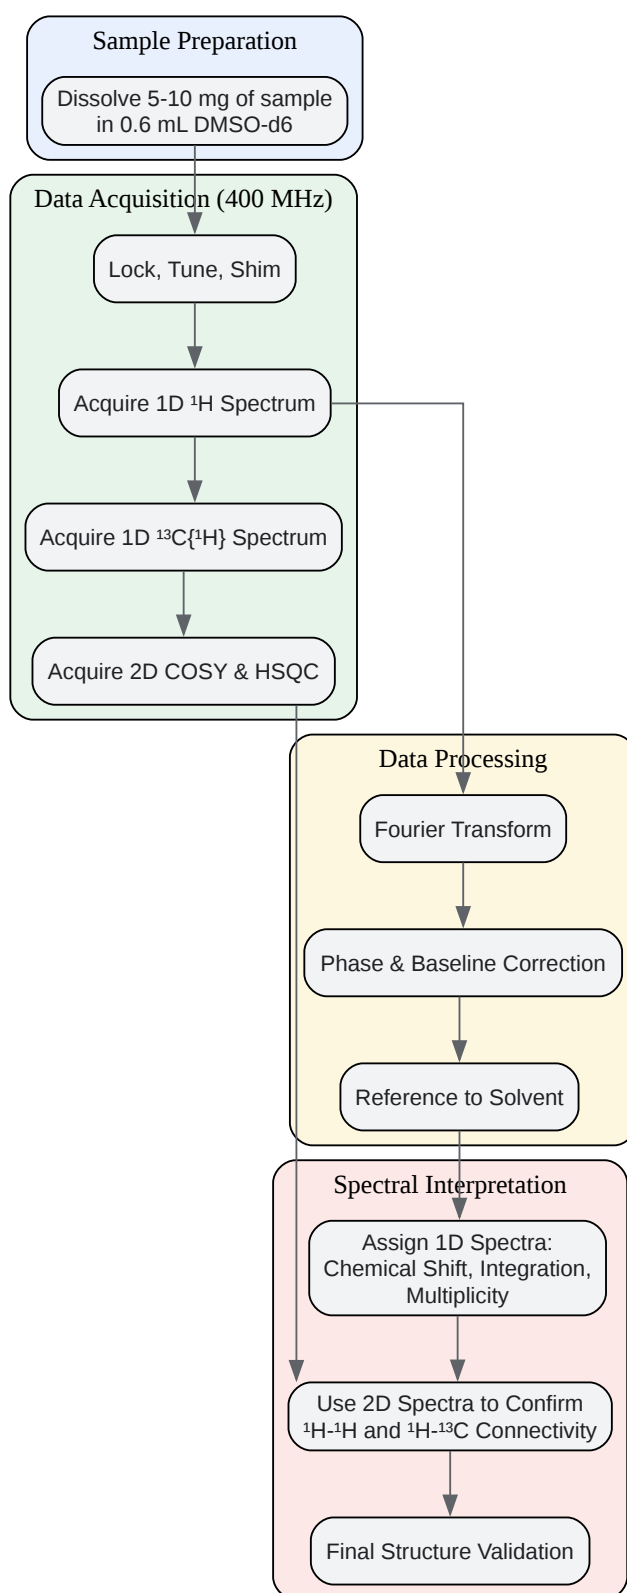 Sample Preparation
Dissolve 5-10 mg of sample
in 0.6 mL DMSO-d6
Data Acquisition (400 MHz)
Lock, Tune, Shim
Acquire 1D ¹H Spectrum
Acquire 1D ¹³C{¹H} Spectrum
Acquire 2D COSY & HSQC
Data Processing
Fourier Transform
Phase & Baseline Correction
Reference to Solvent
Spectral Interpretation
Assign 1D Spectra:
Chemical Shift, Integration,
Multiplicity
Use 2D Spectra to Confirm
¹H-¹H and ¹H-¹³C Connectivity
Final Structure Validation